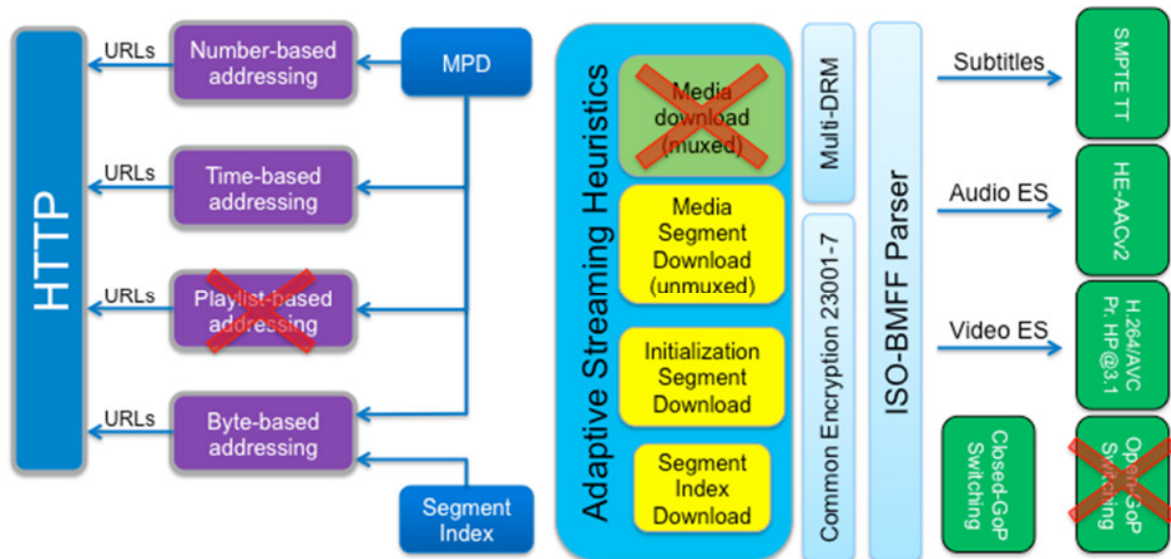 HTTP
URLs
Number-based
addressing
MPD
URLs
Time-based
addressing
URLs
Playlist-based
addressing
URLs
Byte-based
addressing
Segment
Index
Adaptive Streaming Heuristics
Media
download
(muxed)
Media
Segment
Download
(unmuxed)
Initialization
Segment
Download
Segment
Index
Download
Multi-DRM
Common Encryption 23001-7
ISO-BMFF Parser
Subtitles
SMPTE TT
Audio ES
HE-AACv2
Video ES
H.264/AVC
Pr. HP@3.1
Closed-GoP
Switching
Open-GoP
Switching